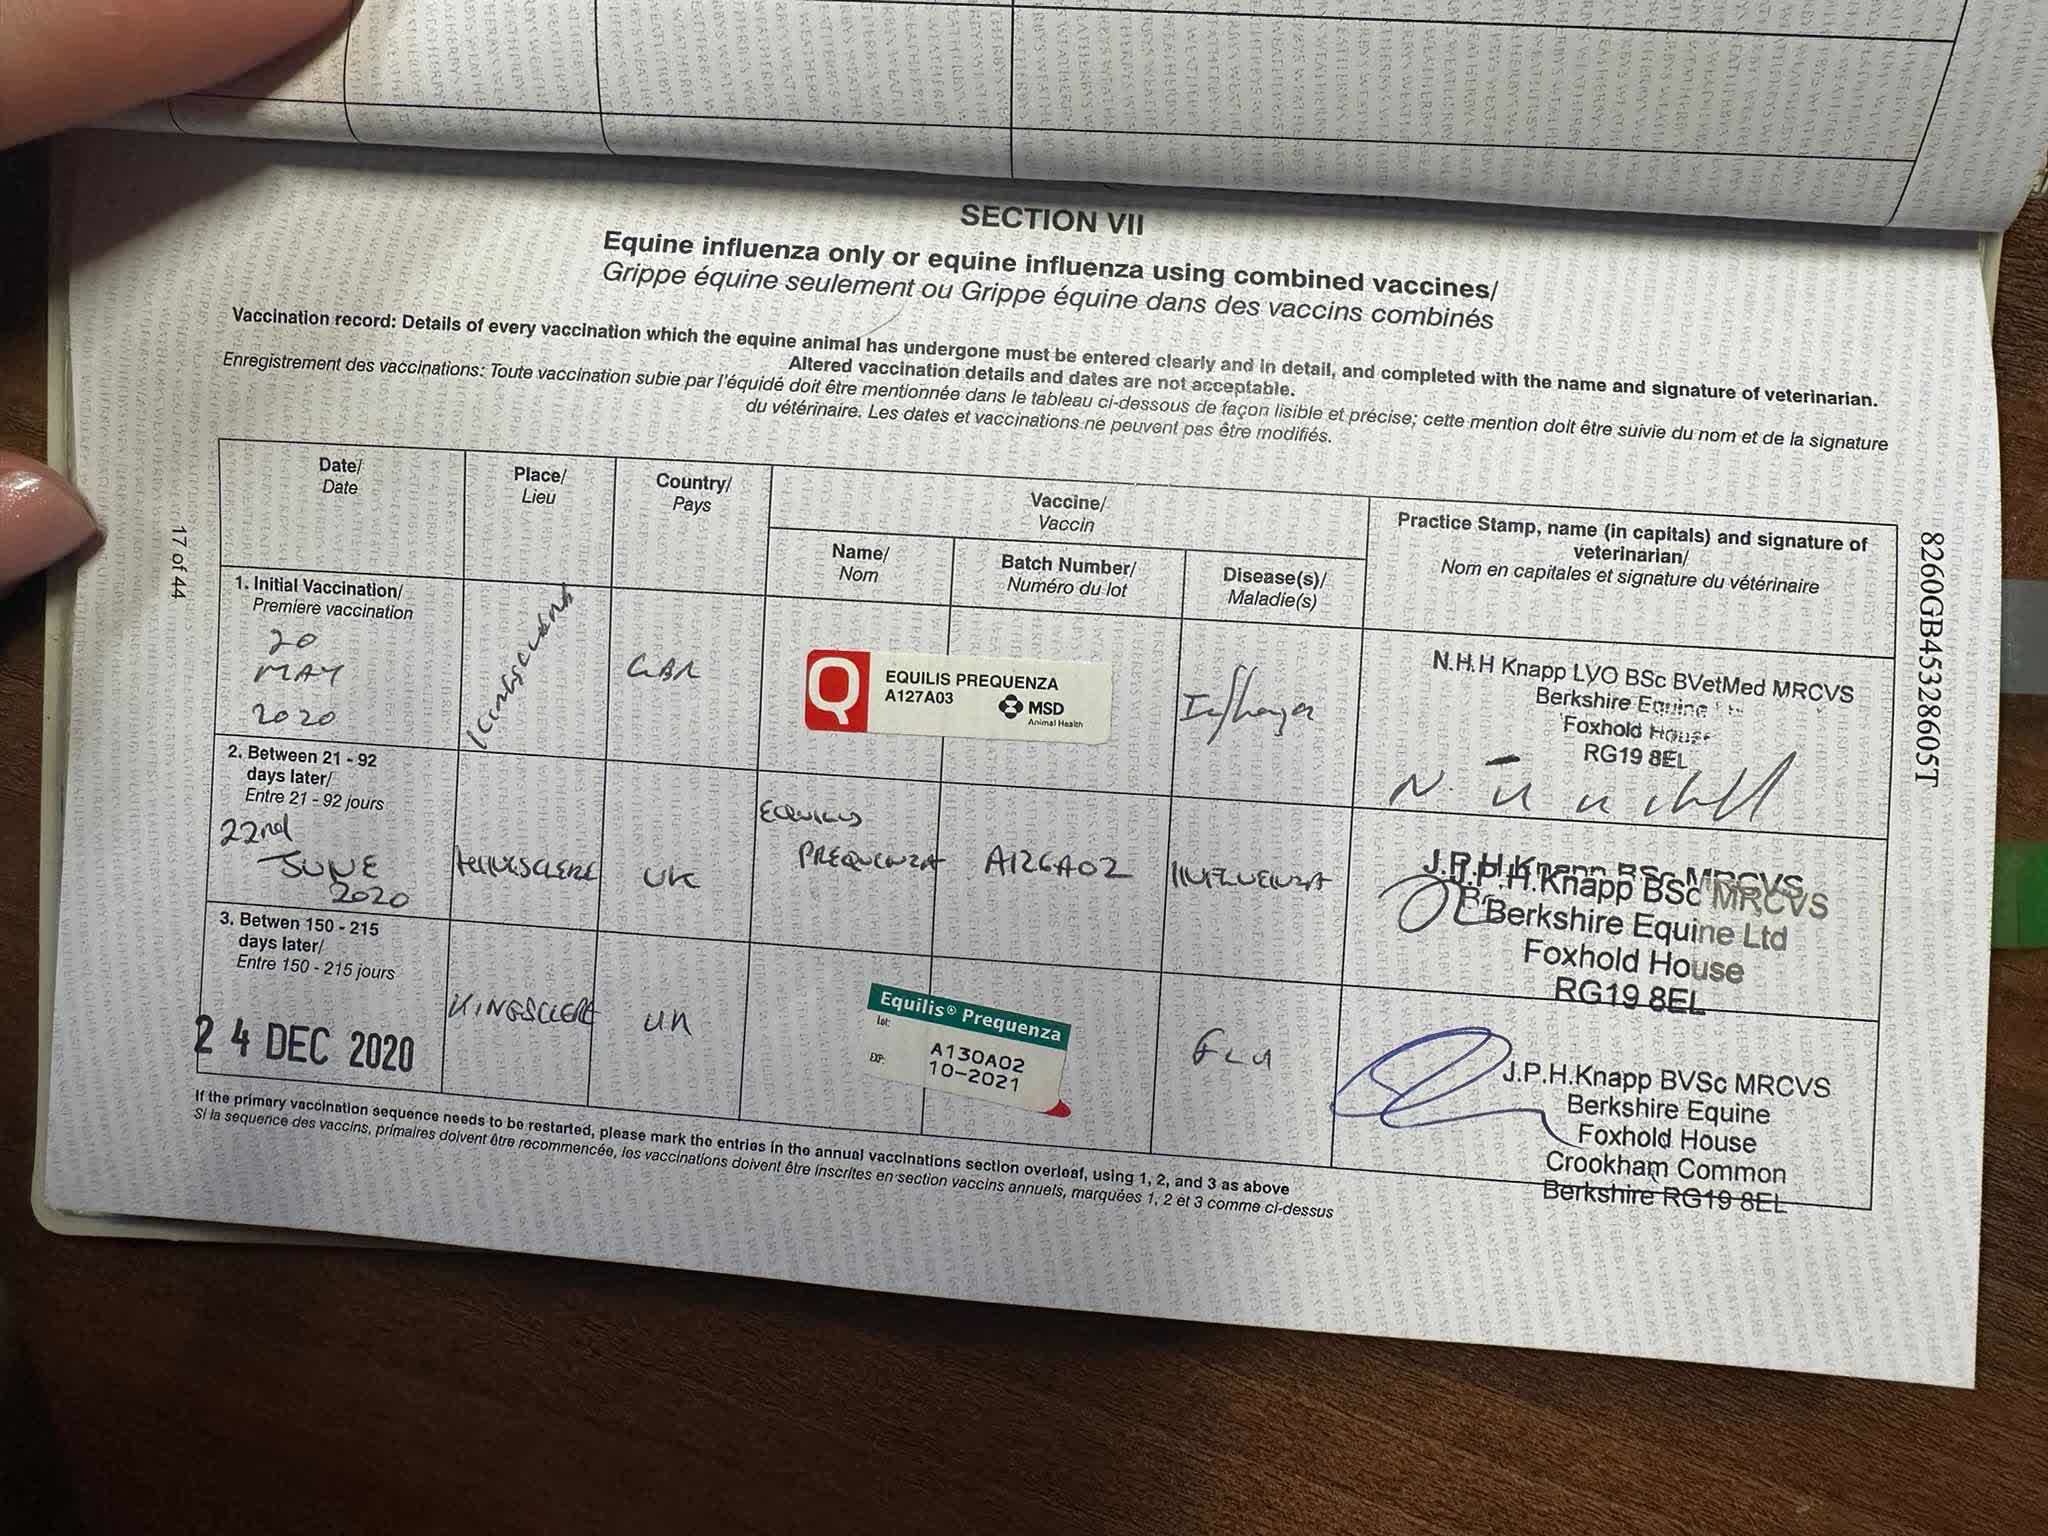 SECTION VII
Equine influenza only or equine influenza using combined vaccines/
Grippe équine seulement ou Grippe équine dans des vaccins combinés
Vaccination record: Details of every vaccination which the equine animal has undergone must be entered clearly and in detail, and completed with the name and signature of veterinarian.
Altered vaccination details and dates are not acceptable.
Enregistrement des vaccinations: Toute vaccination subie par l'équidé doit être mentionnée dans le tableau ci-dessous de façon lisible et précise; cette mention doit être suivie du nom et de la signature
du vétérinaire. Les dates et vaccinations ne peuvent pas être modifiés.
Date/
Date
Place/
Lieu
Country/
Pays
Vaccine/
Vaccin
Name/
Nom
Batch Number/
Numéro du lot
Disease(s)/
Maladie(s)
Practice Stamp, name (in capitals) and signature of
veterinarian/
Nom en capitales et signature du vétérinaire
1. Initial Vaccination/
Premiere vaccination
20
MAY
2020
Kingsclere
GBR
Q
EQUILIS PREQUENZA
A127A03
MSD
Animal Health
Influenza
N.H.H Knapp LVO BSc BVetMed MRCVS
Berkshire Equine
Foxhold House
RG19 8EL
2. Between 21 - 92
days later/
Entre 21 - 92 jours
22nd
JUNE
2020
KINGSCLERE
UK
EQUILIS
PREQUENZA
A126A02
INFLUENZA
J.P.H.Knapp BSc MRCVS
J.P.H.Knapp BSc MRCVS
Berkshire Equine Ltd
Foxhold House
RG19 8EL
3. Betwen 150 - 215
days later/
Entre 150 - 215 jours
24 DEC 2020
KINGSCLERE
UK
Equilis® Prequenza
Lot:
A130A02
EXP:
10-2021
FLU
J.P.H.Knapp BVSc MRCVS
Berkshire Equine
Foxhold House
Crookham Common
Berkshire RG19 8EL
If the primary vaccination sequence needs to be restarted, please mark the entries in the annual vaccinations section overleaf, using 1, 2, and 3 as above
Si la sequence des vaccins, primaires doivent être recommencée, les vaccinations doivent être inscrites en section vaccins annuels, marquées 1, 2 et 3 comme ci-dessus
17 of 44
8260GB45328605T